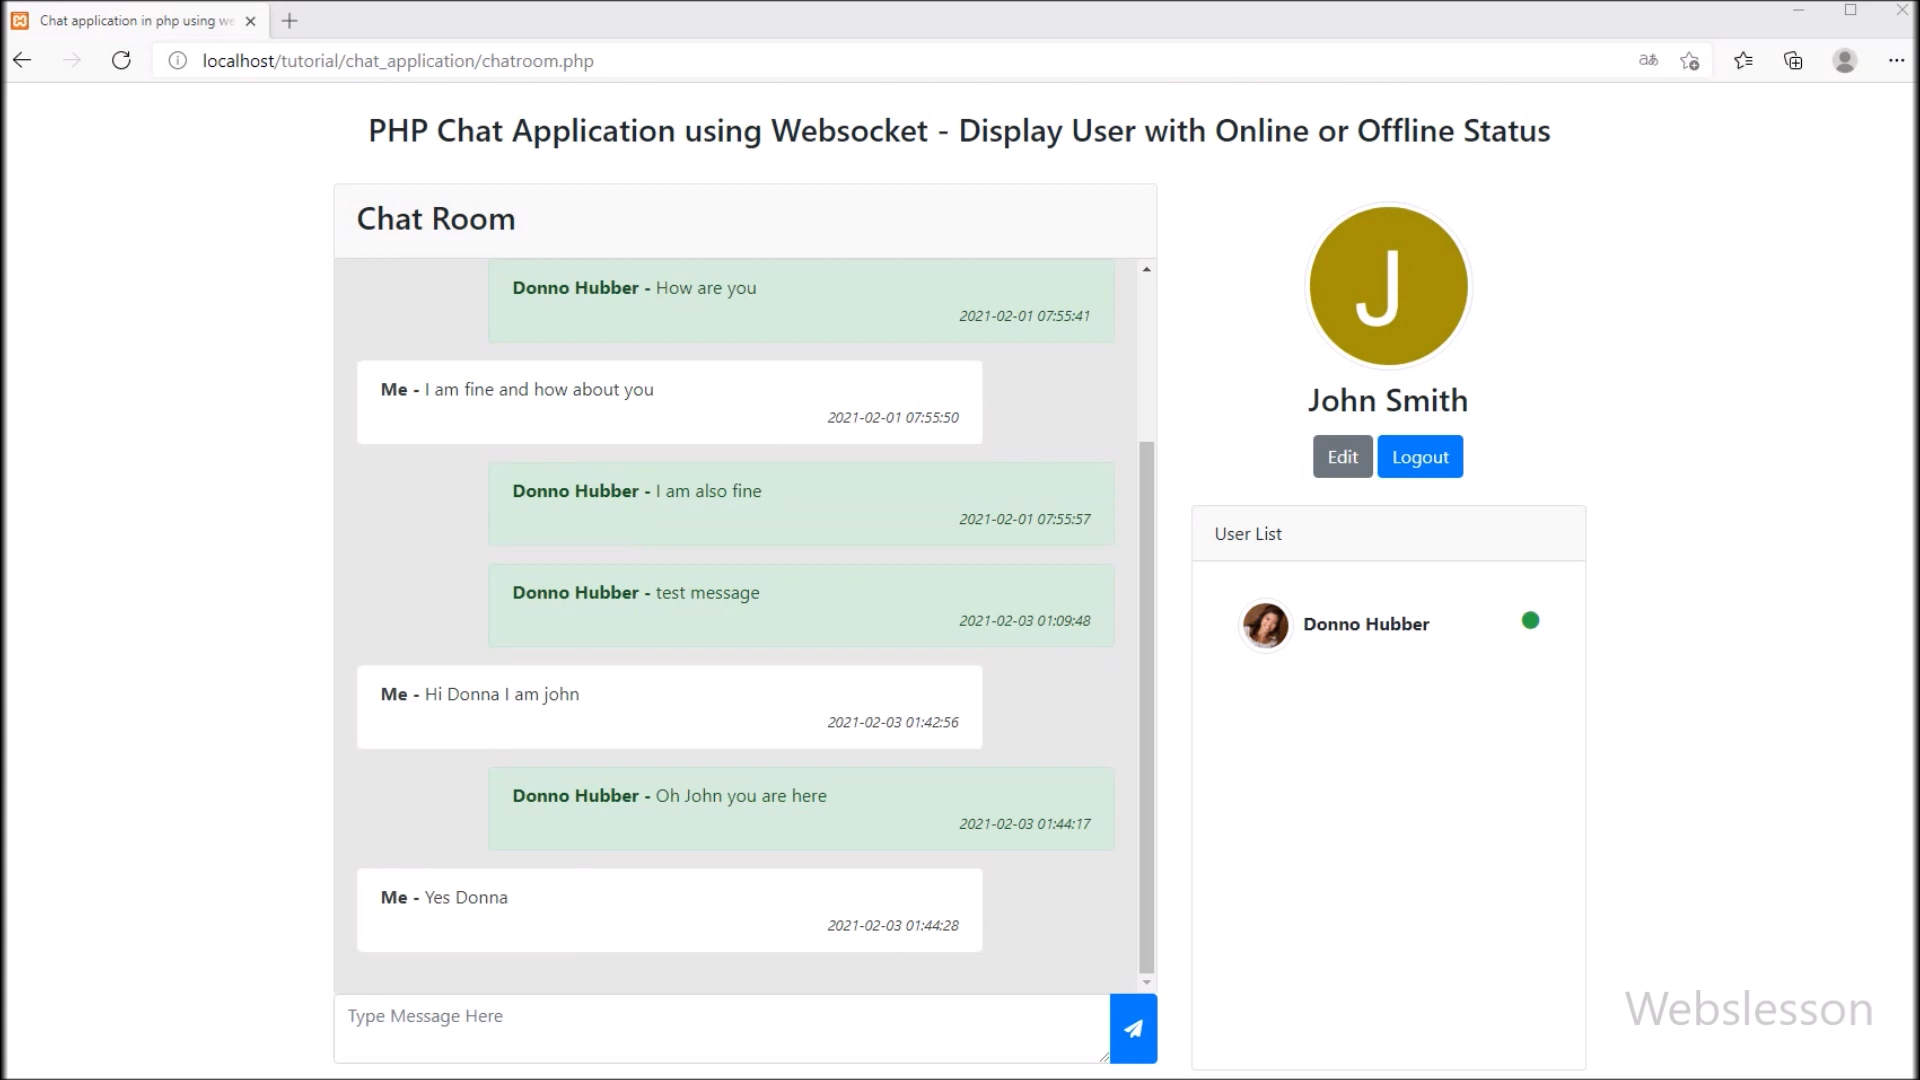 Chat application in php using we
localhost/tutorial/chat_application/chatroom.php
PHP Chat Application using Websocket - Display User with Online or Offline Status
Chat Room
Donno Hubber - How are you
2021-02-01 07:55:41
Me - I am fine and how about you
2021-02-01 07:55:50
Donno Hubber - I am also fine
2021-02-01 07:55:57
Donno Hubber - test message
2021-02-03 01:09:48
Me - Hi Donna I am john
2021-02-03 01:42:56
Donno Hubber - Oh John you are here
2021-02-03 01:44:17
Me - Yes Donna
2021-02-03 01:44:28
Type Message Here
J
John Smith
Edit Logout
User List
Donno Hubber
Webslesson